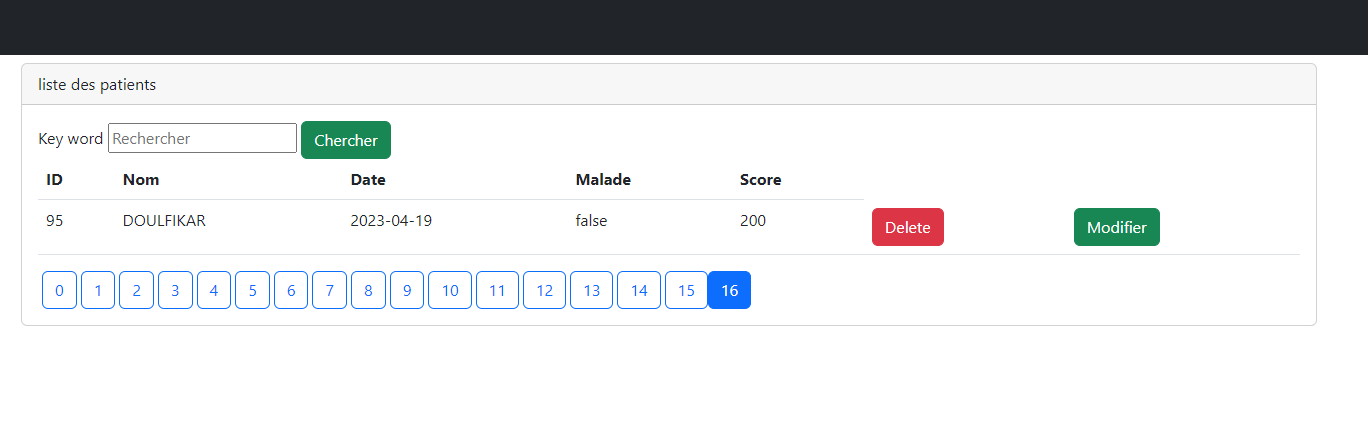 liste des patients
Key word Rechercher Chercher
ID Nom Date Malade Score
95 DOULFIKAR 2023-04-19 false 200 Delete Modifier
0 1 2 3 4 5 6 7 8 9 10 11 12 13 14 15 16